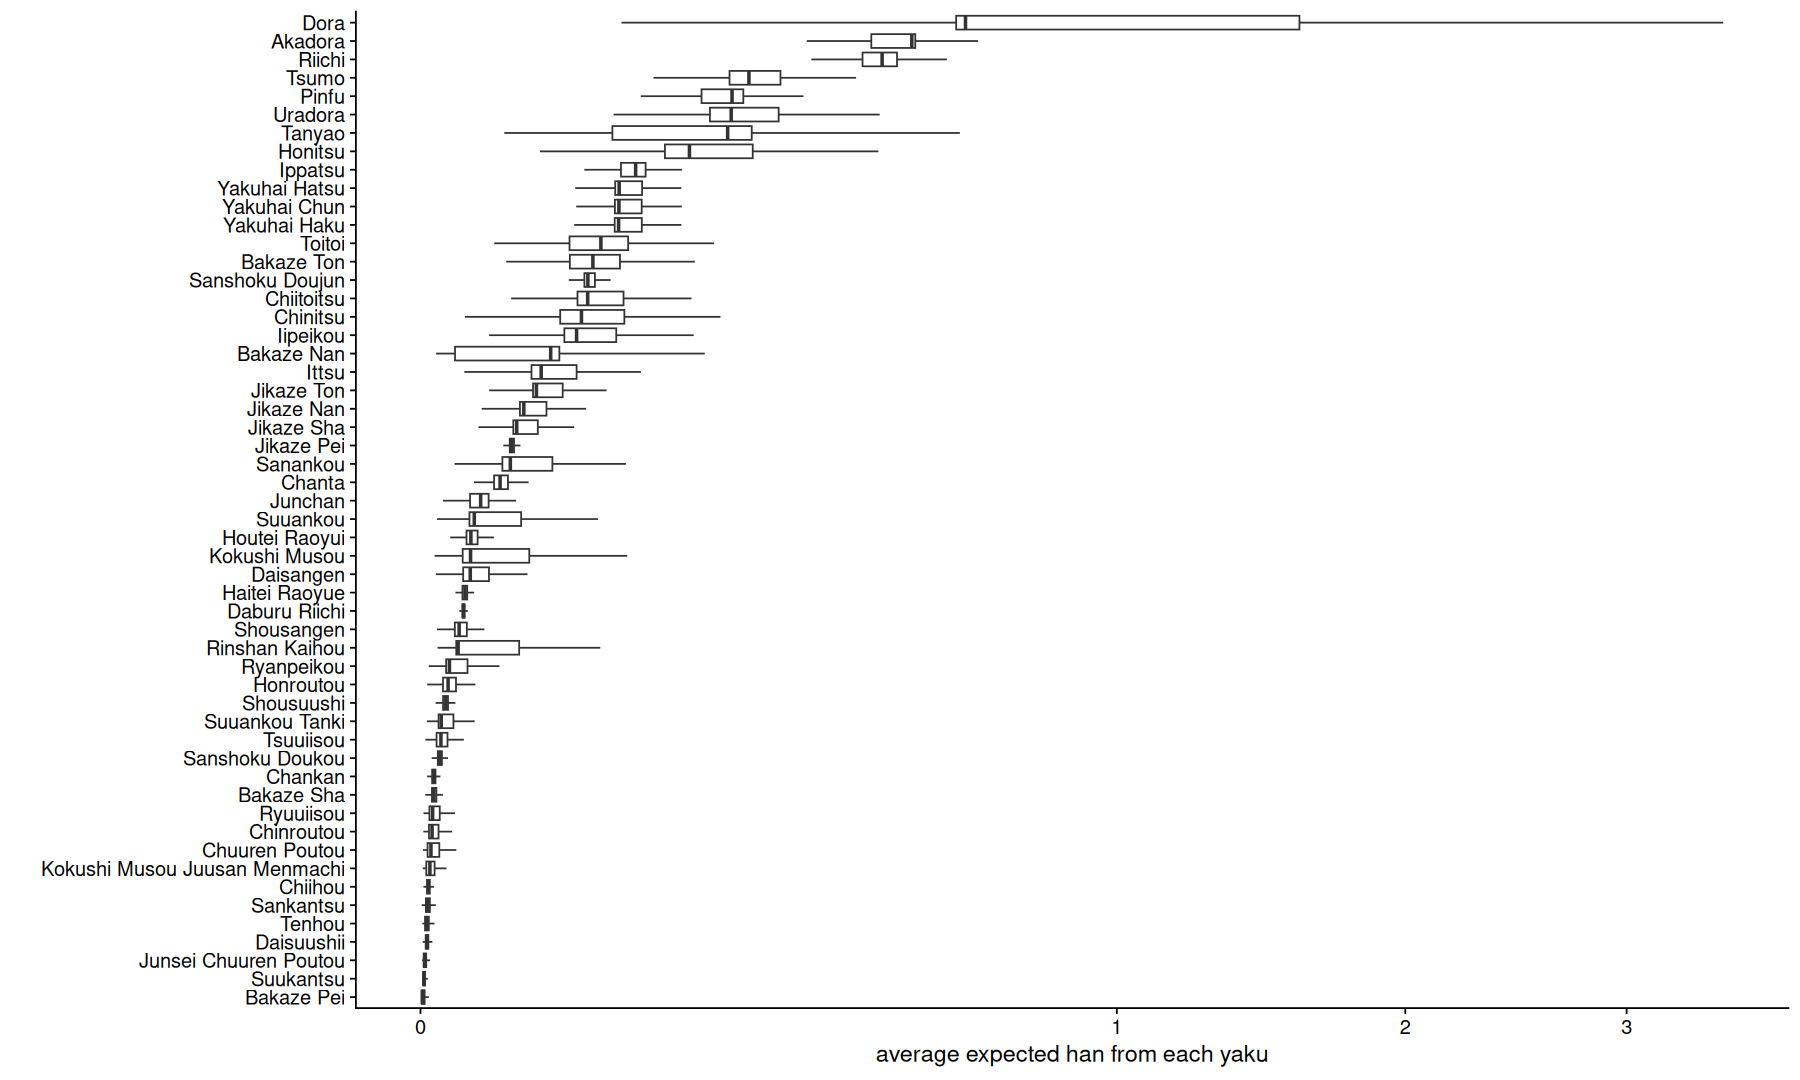 Dora
Akadora
Riichi
Tsumo
Pinfu
Uradora
Tanyao
Honitsu
Ippatsu
Yakuhai Hatsu
Yakuhai Chun
Yakuhai Haku
Toitoi
Bakaze Ton
Sanshoku Doujun
Chiitoitsu
Chinitsu
Iipeikou
Bakaze Nan
Ittsu
Jikaze Ton
Jikaze Nan
Jikaze Sha
Jikaze Pei
Sanankou
Chanta
Junchan
Suuankou
Houtei Raoyui
Kokushi Musou
Daisangen
Haitei Raoyue
Daburu Riichi
Shousangen
Rinshan Kaihou
Ryanpeikou
Honroutou
Shousuushi
Suuankou Tanki
Tsuuiisou
Sanshoku Doukou
Chankan
Bakaze Sha
Ryuuiisou
Chinroutou
Chuuren Poutou
Kokushi Musou Juusan Menmachi
Chiihou
Sankantsu
Tenhou
Daisuushii
Junsei Chuuren Poutou
Suukantsu
Bakaze Pei
0 1 2 3
average expected han from each yaku